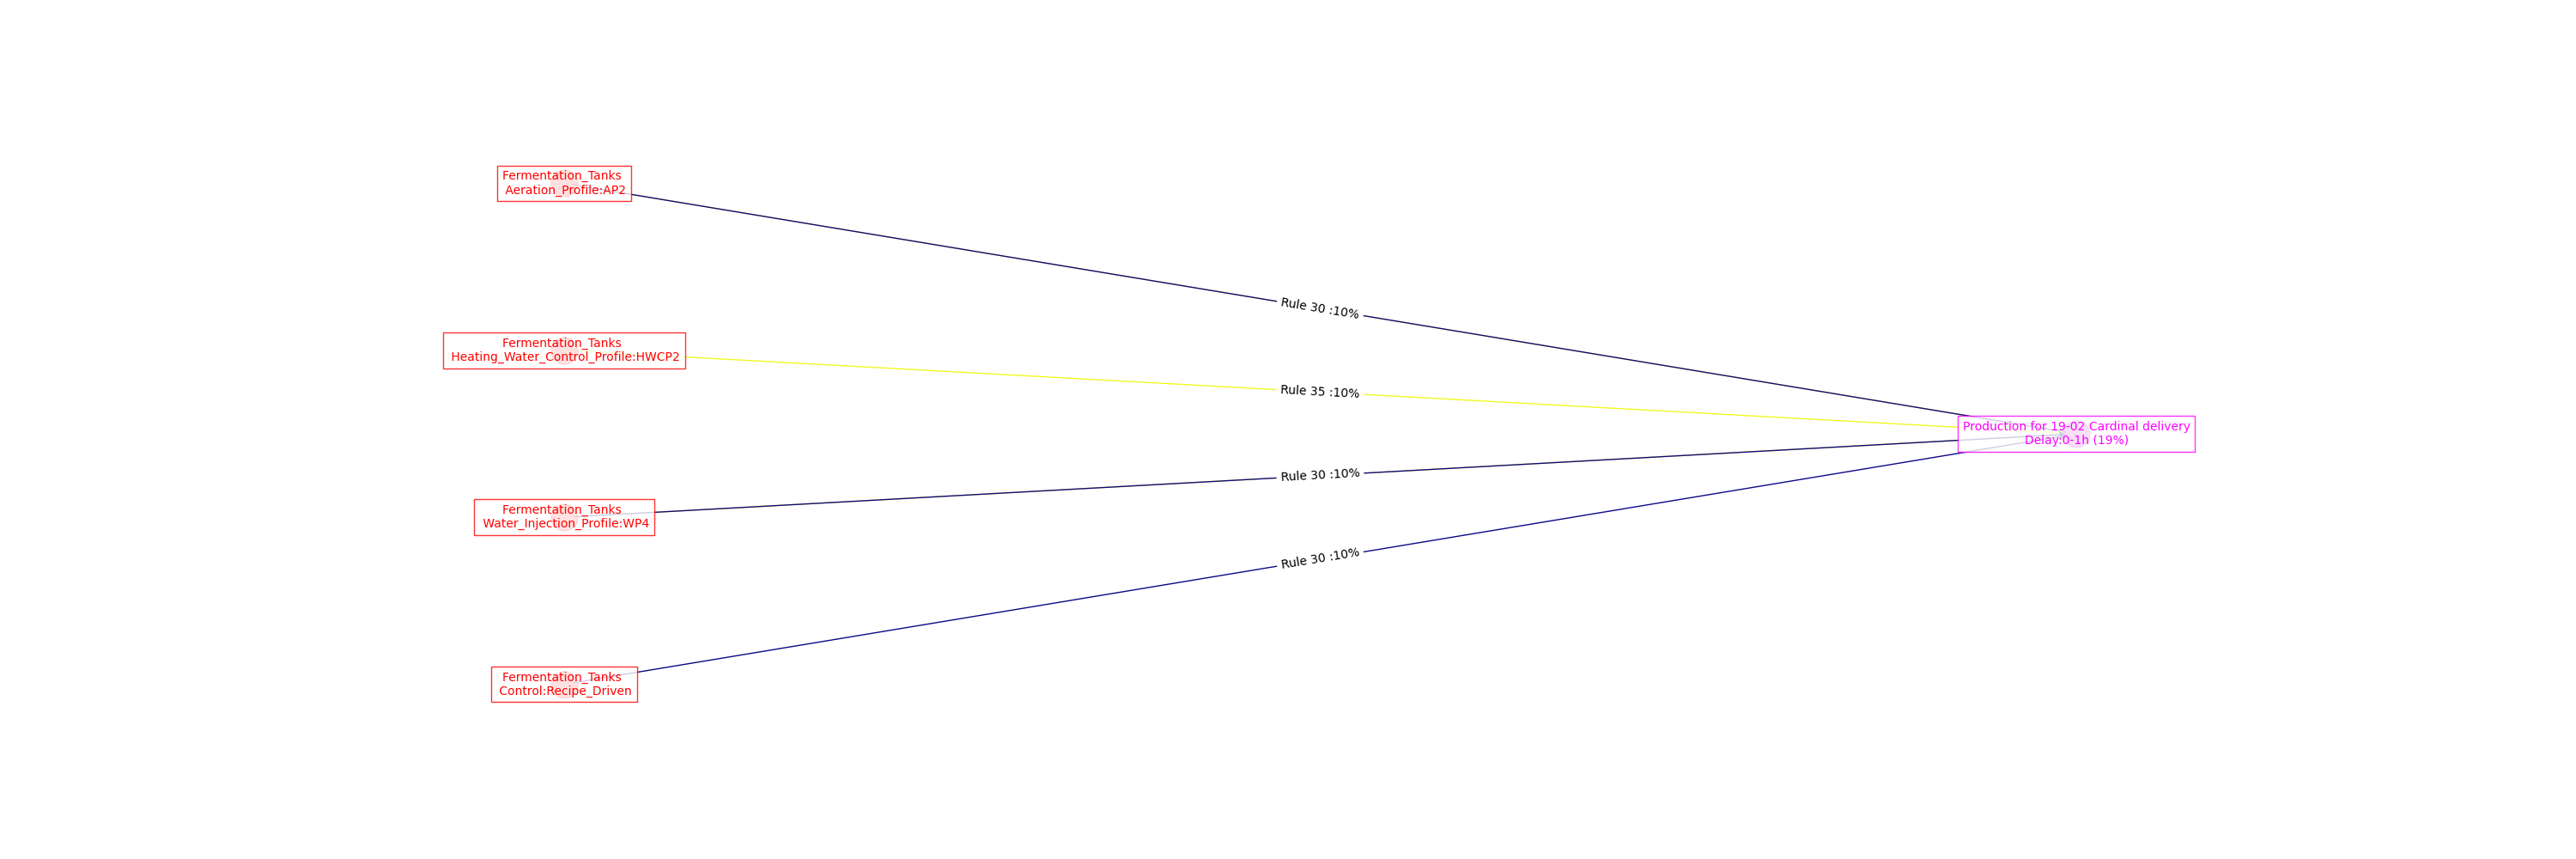 Fermentation_Tanks
Aeration_Profile:AP2
Rule 30 :10%
Fermentation_Tanks
Heating_Water_Control_Profile:HWCP2
Rule 35 :10%
Production for 19-02 Cardinal delivery
Delay:0-1h (19%)
Rule 30 :10%
Fermentation_Tanks
Water_Injection_Profile:WP4
Rule 30 :10%
Fermentation_Tanks
Control:Recipe_Driven